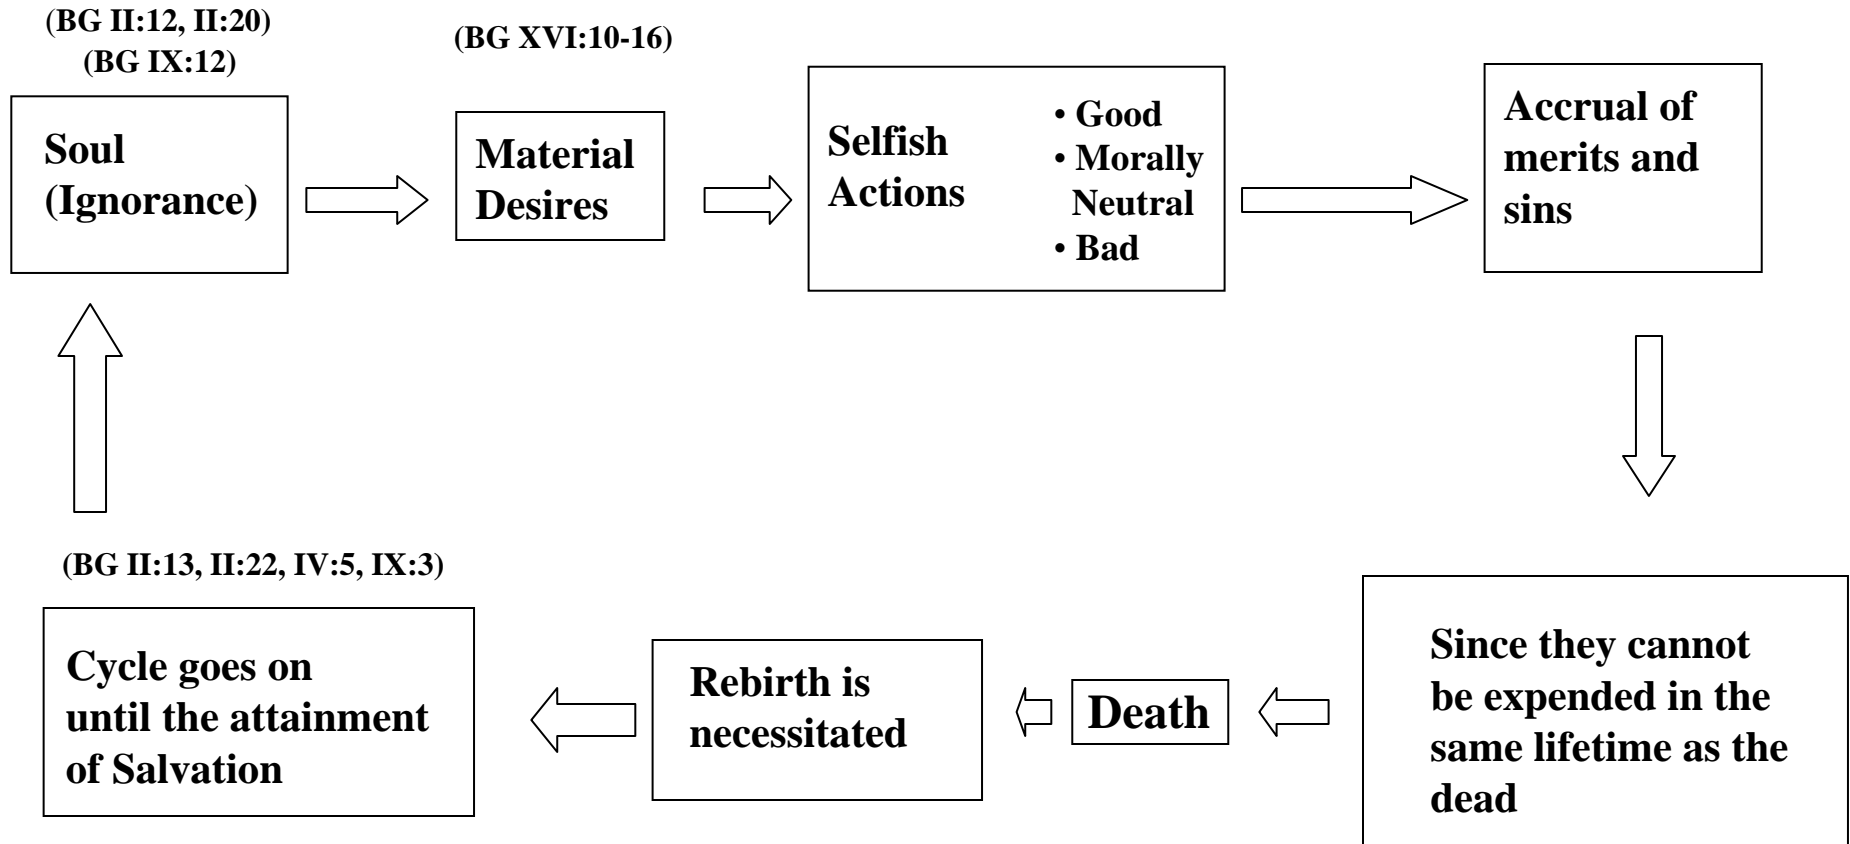 (BG II:12, II:20)
(BG IX:12)
Soul
(Ignorance)
(BG XVI:10-16)
Material
Desires
Selfish
Actions
• Good
• Morally
Neutral
• Bad
Accrual of
merits and
sins
Since they cannot
be expended in the
same lifetime as the
dead
Death
Rebirth is
necessitated
(BG II:13, II:22, IV:5, IX:3)
Cycle goes on
until the attainment
of Salvation